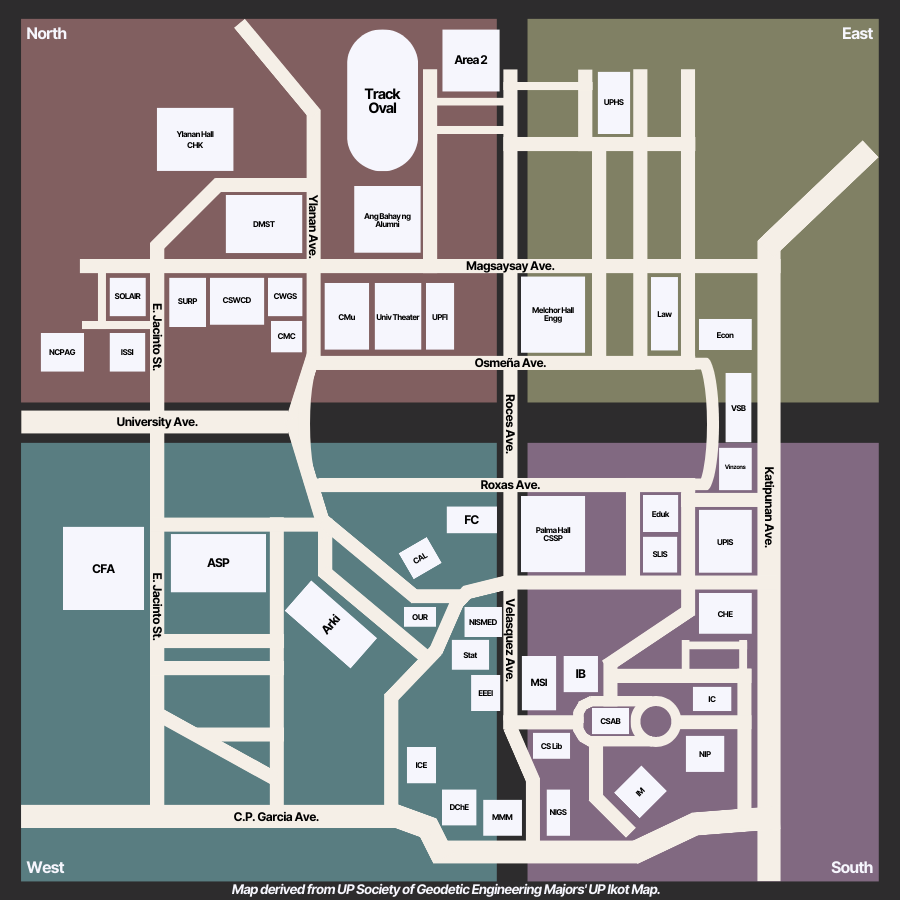 North
East
Area 2
Track
Oval
UPHS
Ylanan Hall
CHK
Ylanan Ave.
DMST
Ang Bahay ng
Alumni
Magsaysay Ave.
SOLAIR
SURP
CSWCD
CWGS
CMC
CMu
Univ Theater
UPFI
Melchor Hall
Engg
Law
Econ
E. Jacinto St.
NCPAG
ISSI
Osmeña Ave.
University Ave.
Roces Ave.
VSB
Vinzons
Roxas Ave.
Katipunan Ave.
FC
Palma Hall
CSSP
Eduk
SLIS
UPIS
CFA
ASP
CAL
E. Jacinto St.
Arki
OUR
NISMED
Velasquez Ave.
CHE
Stat
MSI
IB
EEEI
IC
CSAB
CS Lib
NIP
ICE
IM
DChE
MMM
NIGS
C.P. Garcia Ave.
West
South
Map derived from UP Society of Geodetic Engineering Majors' UP Ikot Map.